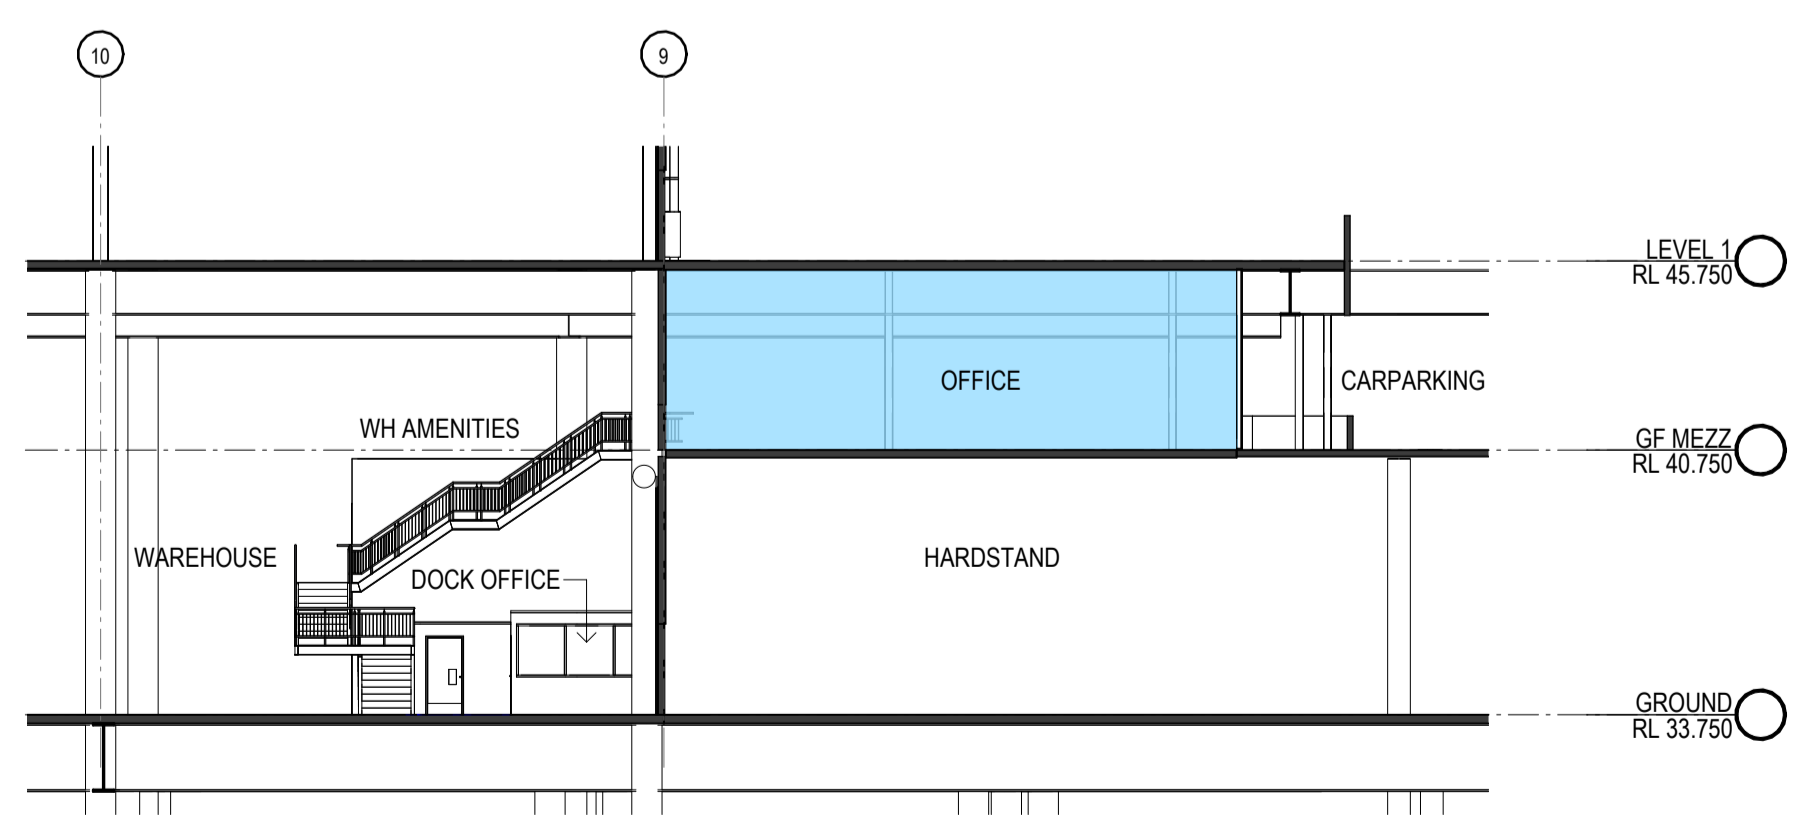 10
9
LEVEL 1
RL 45.750
OFFICE
CARPARKING
WH AMENITIES
GF MEZZ
RL 40.750
WAREHOUSE
HARDSTAND
DOCK OFFICE
GROUND
RL 33.750